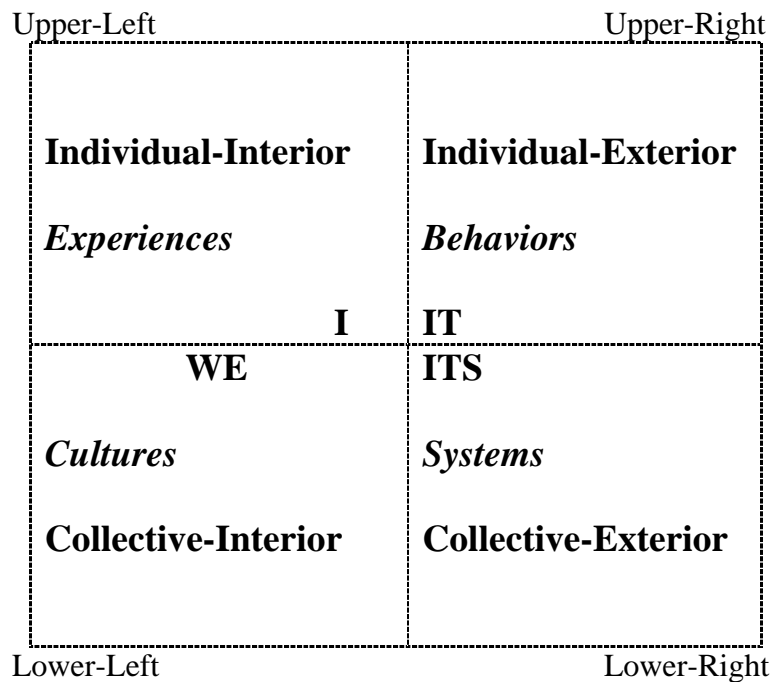 Upper-Left Upper-Right
Individual-Interior Individual-Exterior
Experiences Behaviors
I IT
WE ITS
Cultures Systems
Collective-Interior Collective-Exterior
Lower-Left Lower-Right